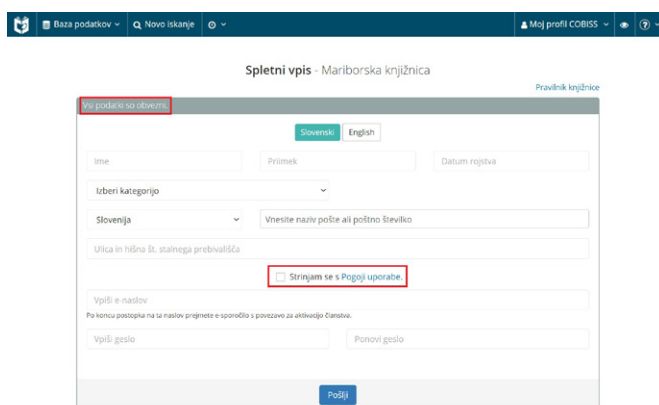 Baza podatkov Novo iskanje Moj profil COBISS
Spletni vpis - Mariborska knjižnica
Pravilnik knjižnice
Vsi podatki so obvezni.
Slovenski English
Ime Priimek Datum rojstva
Izberi kategorijo
Slovenija Vnesite naziv pošte ali poštno številko
Ulica in hišna št. stalnega prebivališča
Strinjam se s Pogoji uporabe.
Vpiši e-naslov
Po koncu postopka na ta naslov prejmete e-sporočilo s povezavo za aktivacijo članstva.
Vpiši geslo Ponovi geslo
Pošlji